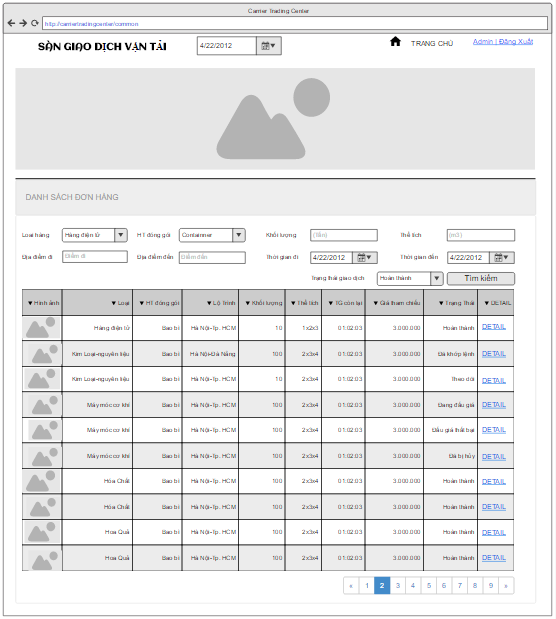 Carrier Trading Center
http://carriertradingcenter/common
SÀN GIAO DỊCH VẬN TẢI 4/22/2012 TRANG CHỦ Admin | Đăng Xuất
DANH SÁCH ĐƠN HÀNG
Loại hàng Hàng điện tử HT đóng gói Containner Khối lượng (Tấn) Thể tích (m3)
Địa điểm đi Điểm đi Địa điểm đến Điểm đến Thời gian đi 4/22/2012 Thời gian đến 4/22/2012
Trạng thái giao dịch Hoàn thành Tìm kiếm
▼ Hình ảnh ▼ Loại ▼ HT đóng gói ▼ Lộ Trình ▼ Khối lượng ▼ Thể tích ▼ TG còn lại ▼ Giá tham chiếu ▼ Trạng Thái ▼ DETAIL
Hàng điện tử Bao bì Hà Nội-Tp. HCM 10 1x2x3 01:02:03 3.000.000 Hoàn thành DETAIL
Kim Loại-nguyên liệu Bao bì Hà Nội-Đà Nẵng 100 2x3x4 01:02:03 3.000.000 Đã khớp lệnh DETAIL
Kim Loại-nguyên liệu Bao bì Hà Nội-Tp. HCM 10 2x3x4 01:02:03 3.000.000 Theo dõi DETAIL
Máy móc cơ khí Bao bì Hà Nội-Tp. HCM 100 2x3x4 01:02:03 3.000.000 Đang đấu giá DETAIL
Máy móc cơ khí Bao bì Hà Nội-Tp. HCM 100 2x3x4 01:02:03 3.000.000 Đấu giá thất bại DETAIL
Máy móc cơ khí Bao bì Hà Nội-Tp. HCM 100 2x3x4 01:02:03 3.000.000 Đã bị hủy DETAIL
Hóa Chất Bao bì Hà Nội-Tp. HCM 100 2x3x4 01:02:03 3.000.000 Hoàn thành DETAIL
Hóa Chất Bao bì Hà Nội-Tp. HCM 100 2x3x4 01:02:03 3.000.000 Hoàn thành DETAIL
Hoa Quả Bao bì Hà Nội-Tp. HCM 100 2x3x4 01:02:03 3.000.000 Hoàn thành DETAIL
Hoa Quả Bao bì Hà Nội-Tp. HCM 100 2x3x4 01:02:03 3.000.000 Hoàn thành DETAIL
« 1 2 3 4 5 6 7 8 9 »